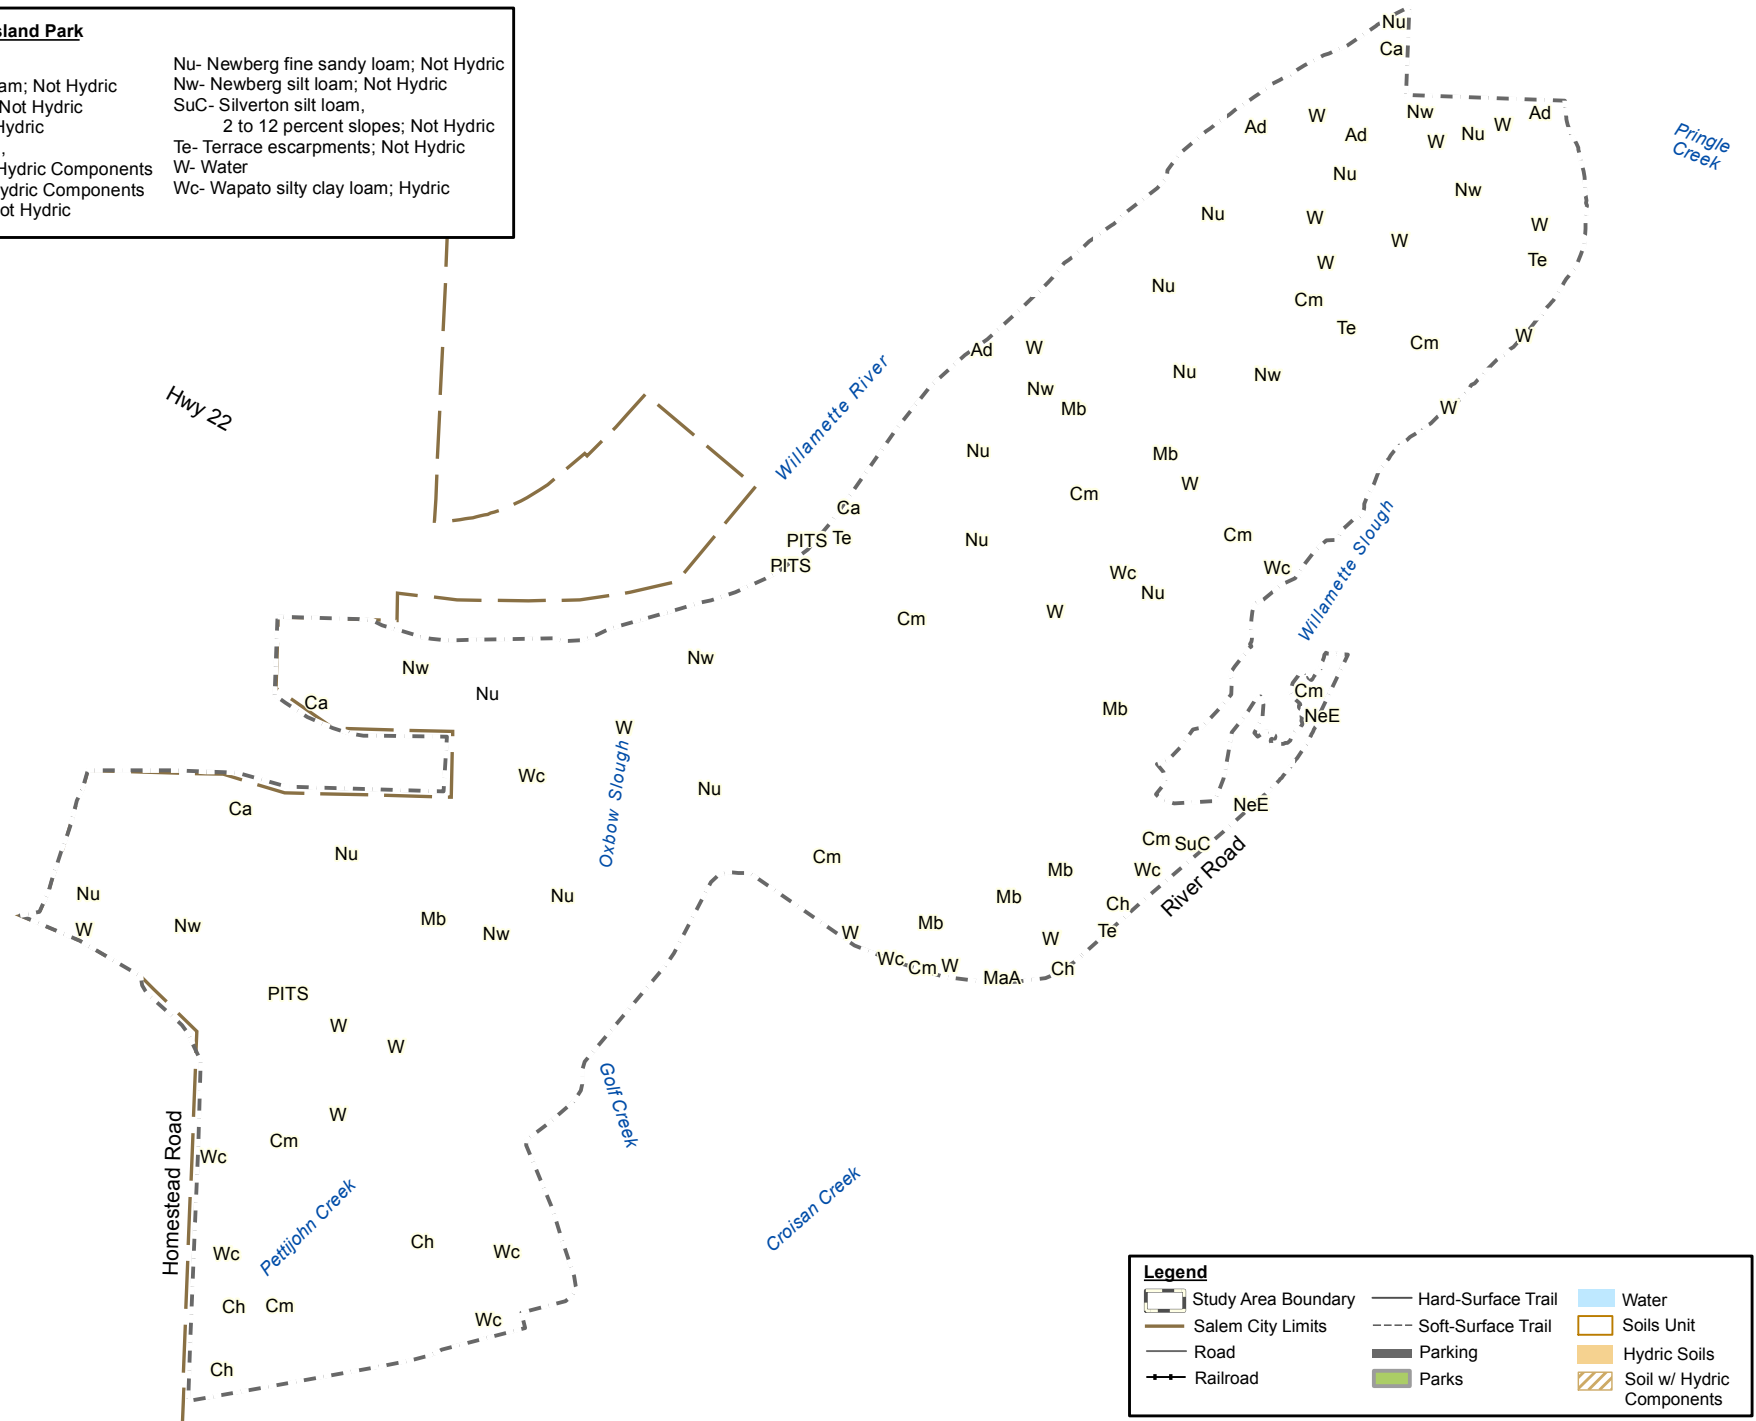 sland Park
am; Not Hydric
Not Hydric
Hydric
,
Hydric Components
ydric Components
ot Hydric
Nu- Newberg fine sandy loam; Not Hydric
Nw- Newberg silt loam; Not Hydric
SuC- Silverton silt loam,
2 to 12 percent slopes; Not Hydric
Te- Terrace escarpments; Not Hydric
W- Water
Wc- Wapato silty clay loam; Hydric
Nu
Ca
Ad
W
Ad
Nw
W
Nu
W
Ad
Pringle
Creek
Nu
Nw
Nu
W
W
W
W
Te
Nu
Cm
Te
Cm
W
Ad
W
Nw
Mb
Nu
Nw
W
Hwy 22
Willamette River
Nu
Mb
W
Cm
Ca
PITS
Te
PITS
Nu
Cm
Wc
Wc
Nu
Willamette Slough
Cm
W
Nw
Nw
Nu
Ca
W
Mb
Cm
NeE
Wc
Oxbow Slough
Nu
Ca
NeE
Nu
Cm
Cm
SuC
River Road
Mb
Wc
Nu
W
Nw
Mb
Nw
Nu
Mb
Mb
Ch
Te
W
W
Wc
Cm
W
MaA
Ch
PITS
W
W
W
Golf Creek
Cm
Wc
Homestead Road
Pettijohn Creek
Croisan Creek
Wc
Ch
Wc
Ch
Cm
Wc
Ch
Legend
Study Area Boundary
Salem City Limits
Road
Railroad
Hard-Surface Trail
Soft-Surface Trail
Parking
Parks
Water
Soils Unit
Hydric Soils
Soil w/ Hydric
Components